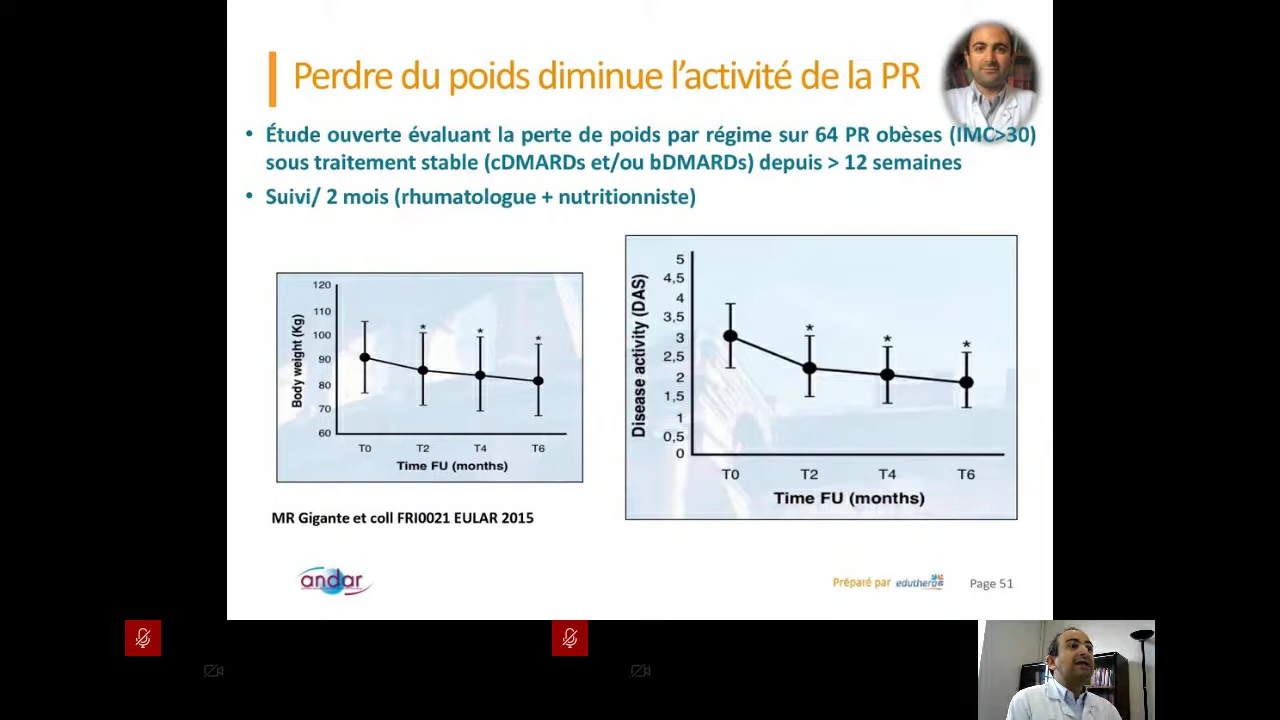 Perdre du poids diminue l’activité de la PR
• Étude ouverte évaluant la perte de poids par régime sur 64 PR obèses (IMC>30)
sous traitement stable (cDMARDs et/ou bDMARDs) depuis > 12 semaines
• Suivi/ 2 mois (rhumatologue + nutritionniste)
Body weight (Kg)
120
110
100
90
80
70
60
* * *
T0 T2 T4 T6
Time FU (months)
Disease activity (DAS)
5
4,5
4
3,5
3
2,5
2
1,5
1
0,5
0
* * *
T0 T2 T4 T6
Time FU (months)
MR Gigante et coll FRI0021 EULAR 2015
andar
Préparé par eduthera
Page 51